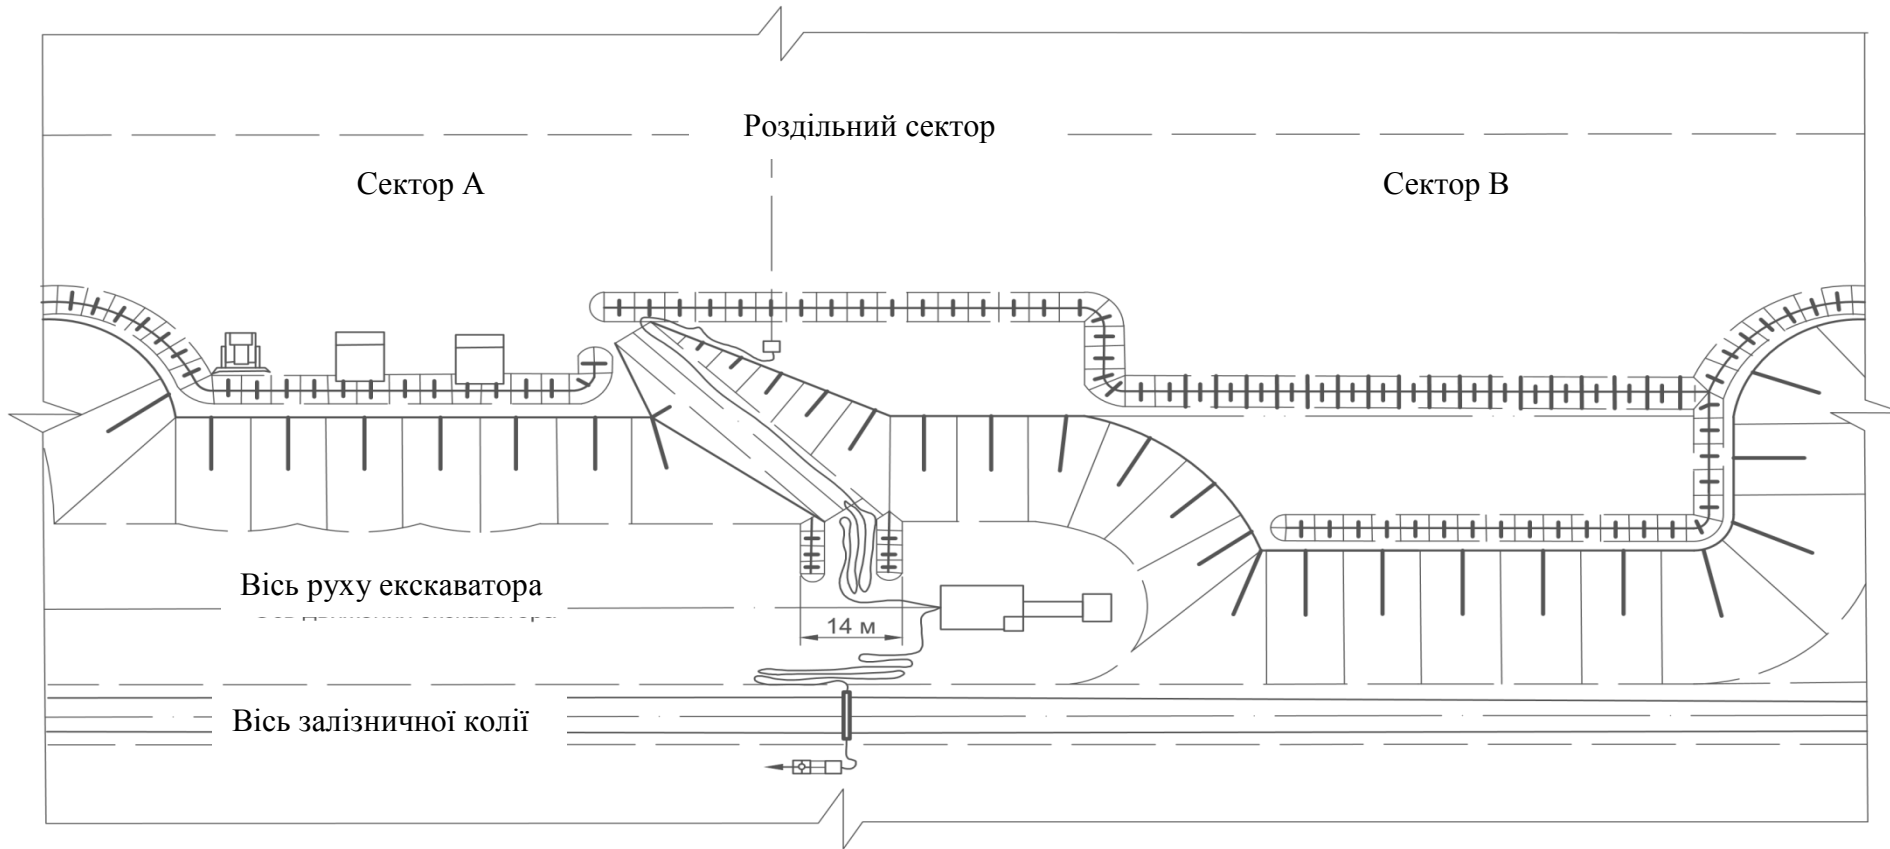 Роздільний сектор
Сектор А
Сектор В
Вісь руху екскаватора
14 м
Вісь залізничної колії